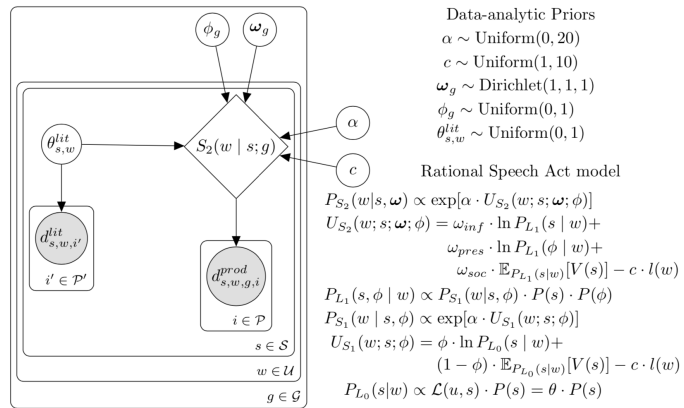 ϕ_g
ω_g
θ^{lit}_{s,w}
S_2(w | s; g)
α
c
d^{lit}_{s,w,i'}
i' ∈ P'
d^{prod}_{s,w,g,i}
i ∈ P
s ∈ S
w ∈ U
g ∈ G
Data-analytic Priors
α ∼ Uniform(0, 20)
c ∼ Uniform(1, 10)
ω_g ∼ Dirichlet(1, 1, 1)
ϕ_g ∼ Uniform(0, 1)
θ^{lit}_{s,w} ∼ Uniform(0, 1)
Rational Speech Act model
P_{S_2}(w|s, ω) ∝ exp[α · U_{S_2}(w; s; ω; ϕ)]
U_{S_2}(w; s; ω; ϕ) = ω_{inf} · ln P_{L_1}(s | w)+
ω_{pres} · ln P_{L_1}(ϕ | w)+
ω_{soc} · 𝔼_{P_{L_1}(s|w)}[V(s)] − c · l(w)
P_{L_1}(s, ϕ | w) ∝ P_{S_1}(w|s, ϕ) · P(s) · P(ϕ)
P_{S_1}(w | s, ϕ) ∝ exp[α · U_{S_1}(w; s; ϕ)]
U_{S_1}(w; s; ϕ) = ϕ · ln P_{L_0}(s | w)+
(1 − ϕ) · 𝔼_{P_{L_0}(s|w)}[V(s)] − c · l(w)
P_{L_0}(s|w) ∝ ℒ(u, s) · P(s) = θ · P(s)